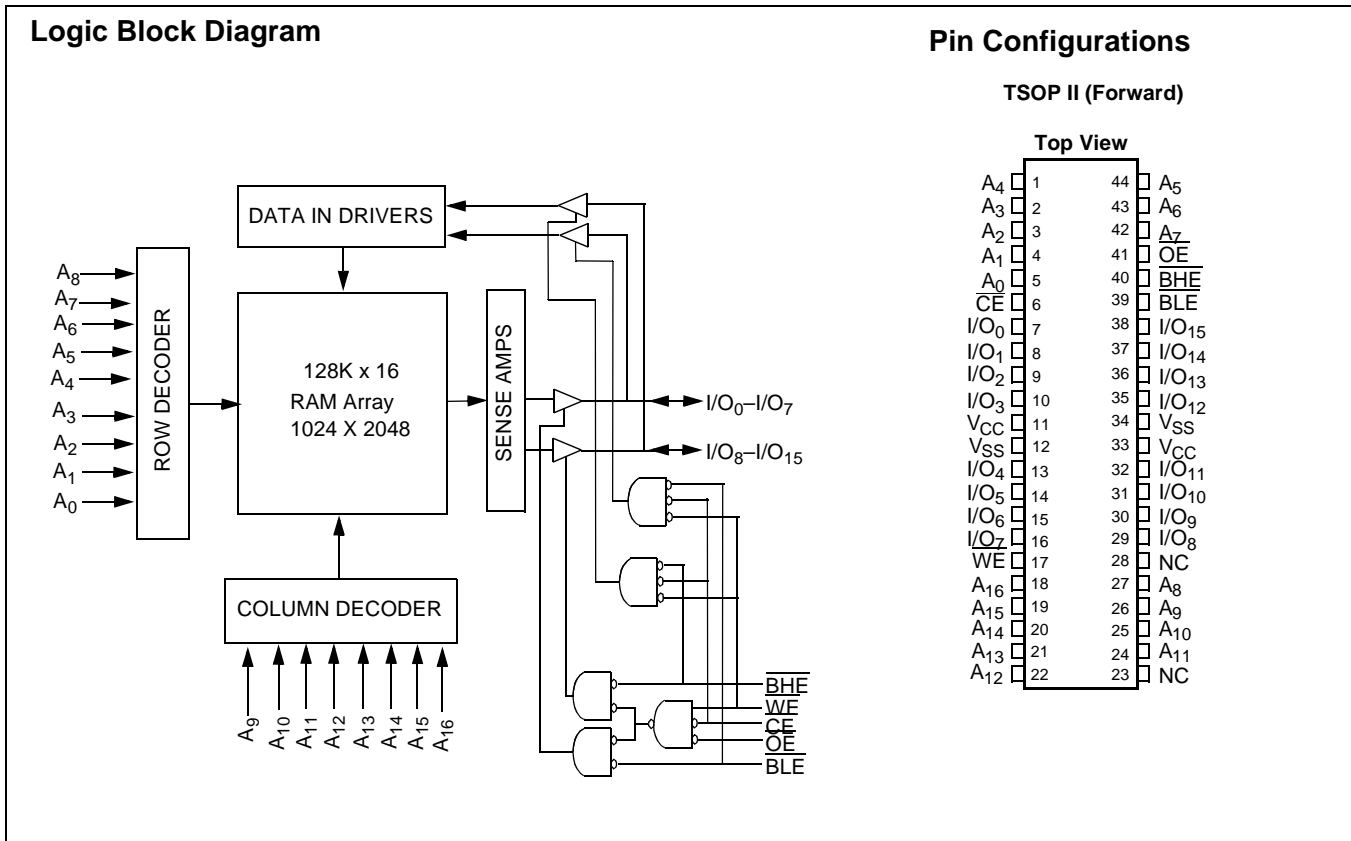 Logic Block Diagram
DATA IN DRIVERS
A8
A7
A6
A5
A4
A3
A2
A1
A0
ROW DECODER
128K x 16
RAM Array
1024 X 2048
SENSE AMPS
I/O0–I/O7
I/O8–I/O15
COLUMN DECODER
A9
A10
A11
A12
A13
A14
A15
A16
BHE
WE
CE
OE
BLE
Pin Configurations
TSOP II (Forward)
Top View
A4 1 44 A5
A3 2 43 A6
A2 3 42 A7
A1 4 41 OE
A0 5 40 BHE
CE 6 39 BLE
I/O0 7 38 I/O15
I/O1 8 37 I/O14
I/O2 9 36 I/O13
I/O3 10 35 I/O12
VCC 11 34 VSS
VSS 12 33 VCC
I/O4 13 32 I/O11
I/O5 14 31 I/O10
I/O6 15 30 I/O9
I/O7 16 29 I/O8
WE 17 28 NC
A16 18 27 A8
A15 19 26 A9
A14 20 25 A10
A13 21 24 A11
A12 22 23 NC